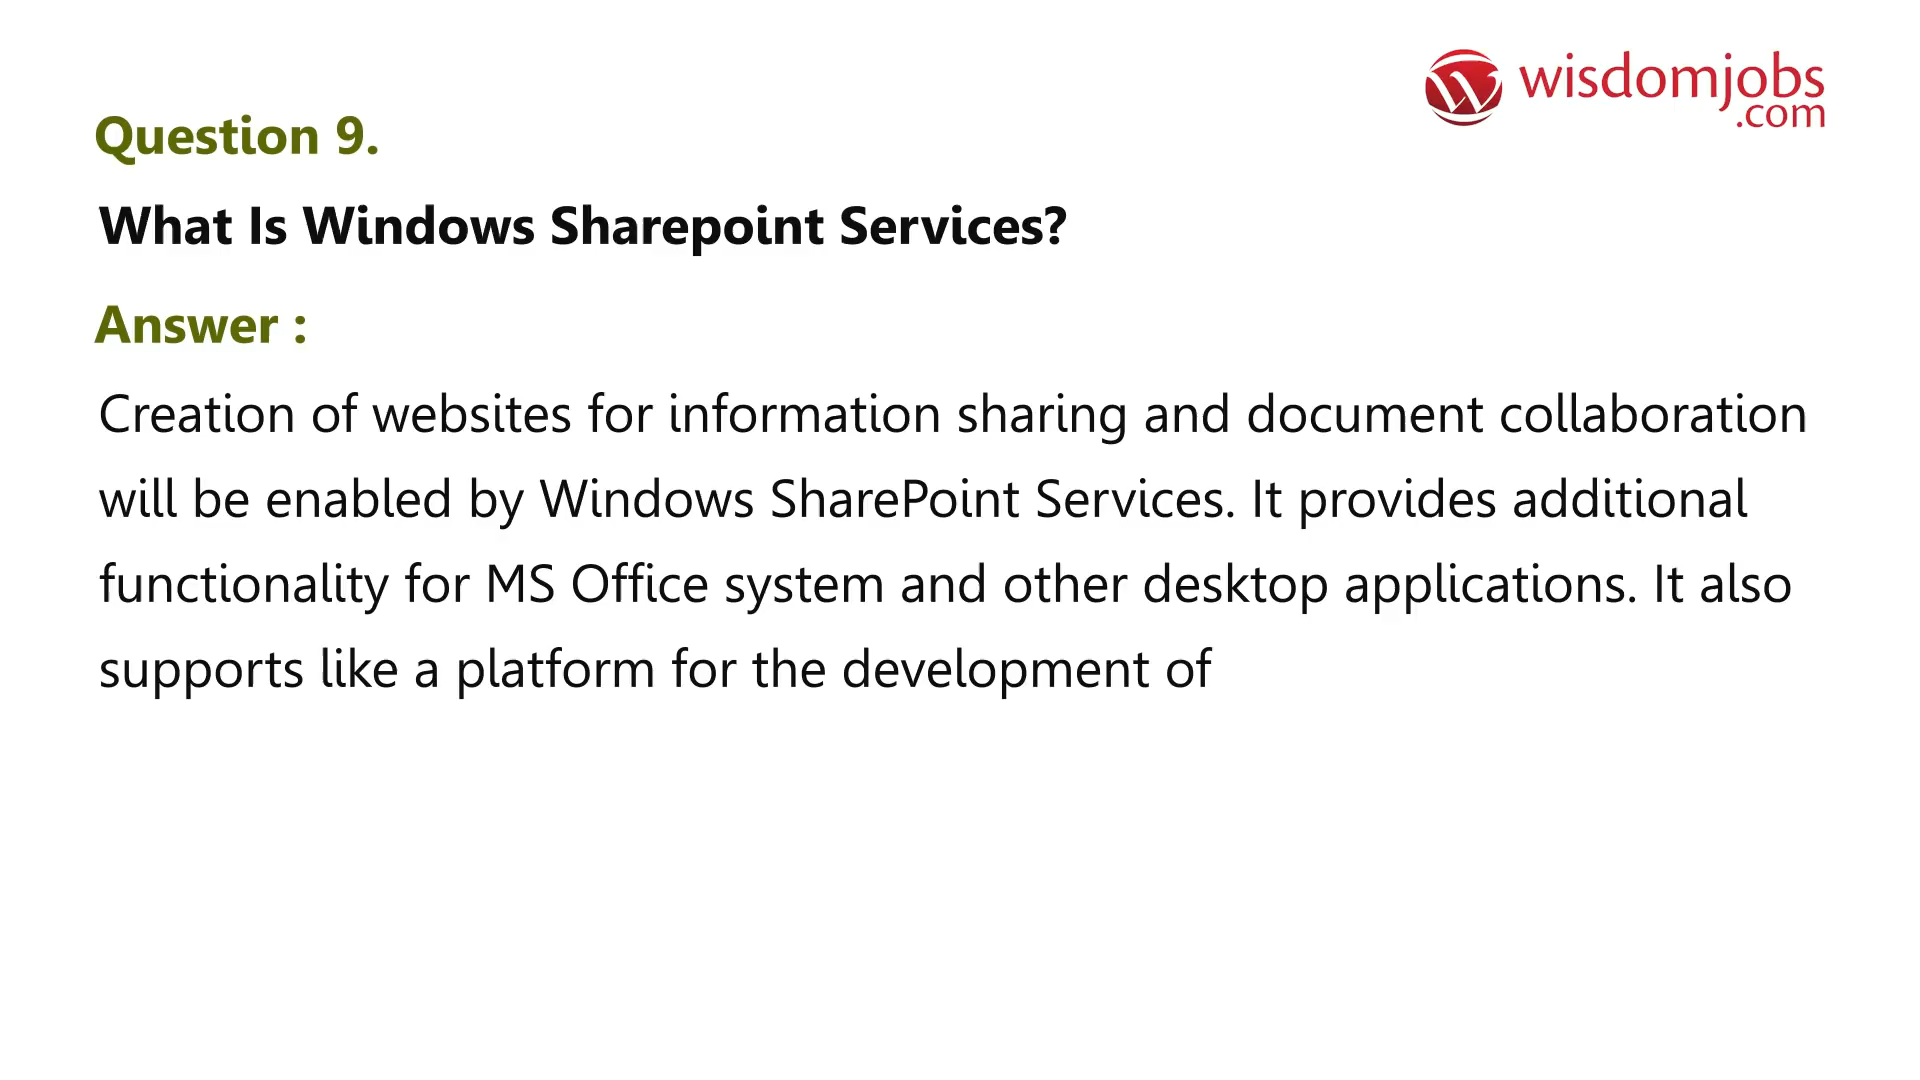 wisdomjobs
.com
Question 9.
What Is Windows Sharepoint Services?
Answer :
Creation of websites for information sharing and document collaboration
will be enabled by Windows SharePoint Services. It provides additional
functionality for MS Office system and other desktop applications. It also
supports like a platform for the development of